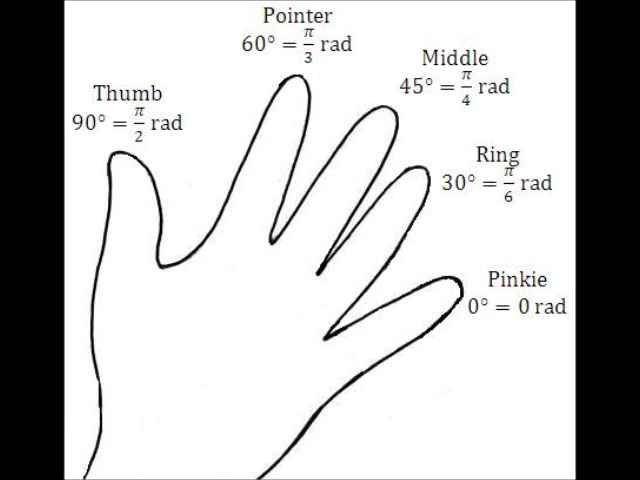 Pointer
60° = π/3 rad
Middle
45° = π/4 rad
Thumb
90° = π/2 rad
Ring
30° = π/6 rad
Pinkie
0° = 0 rad